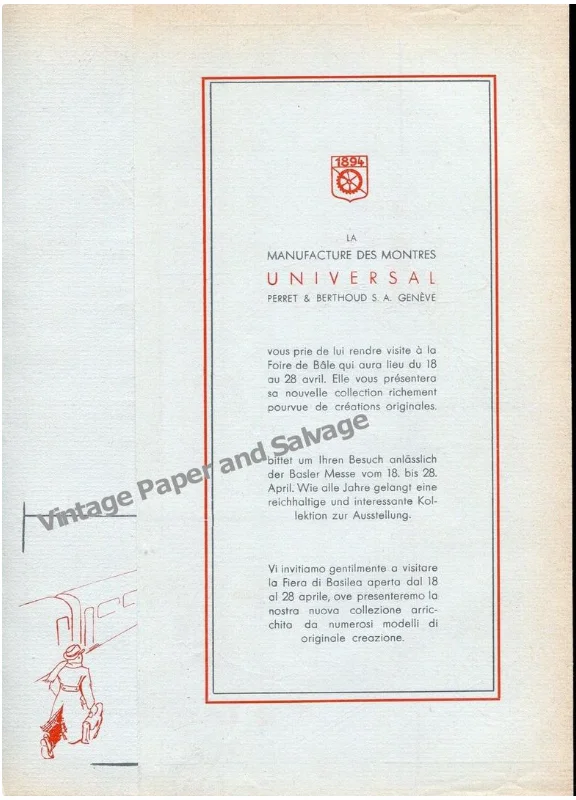 1894
LA
MANUFACTURE DES MONTRES
UNIVERSAL
PERRET & BERTHOUD S. A. GENÈVE
vous prie de lui rendre visite à la
Foire de Bâle qui aura lieu du 18
au 28 avril. Elle vous présentera
sa nouvelle collection richement
pourvue de créations originales.
Vintage Paper and Salvage
bittet um Ihren Besuch anlässlich
der Basler Messe vom 18. bis 28.
April. Wie alle Jahre gelangt eine
reichhaltige und interessante Kol-
lektion zur Ausstellung.
Vi invitiamo gentilmente a visitare
la Fiera di Basilea aperta dal 18
al 28 aprile, ove presenteremo la
nostra nuova collezione arric-
chita da numerosi modelli di
originale creazione.